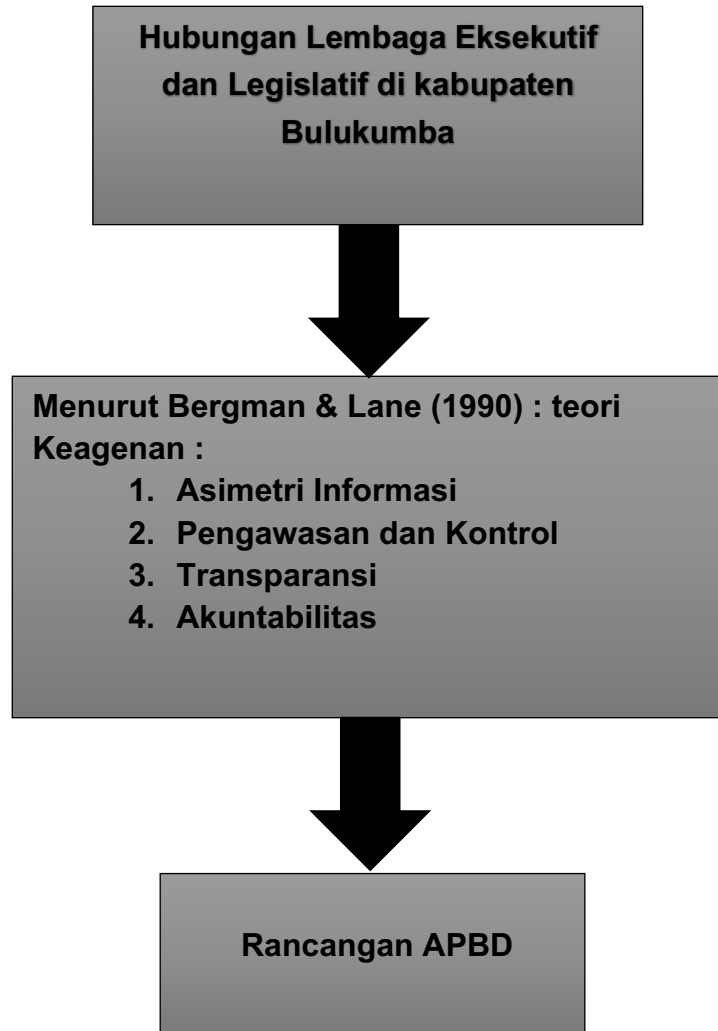 Hubungan Lembaga Eksekutif
dan Legislatif di kabupaten
Bulukumba
Menurut Bergman & Lane (1990) : teori
Keagenan :
1. Asimetri Informasi
2. Pengawasan dan Kontrol
3. Transparansi
4. Akuntabilitas
Rancangan APBD